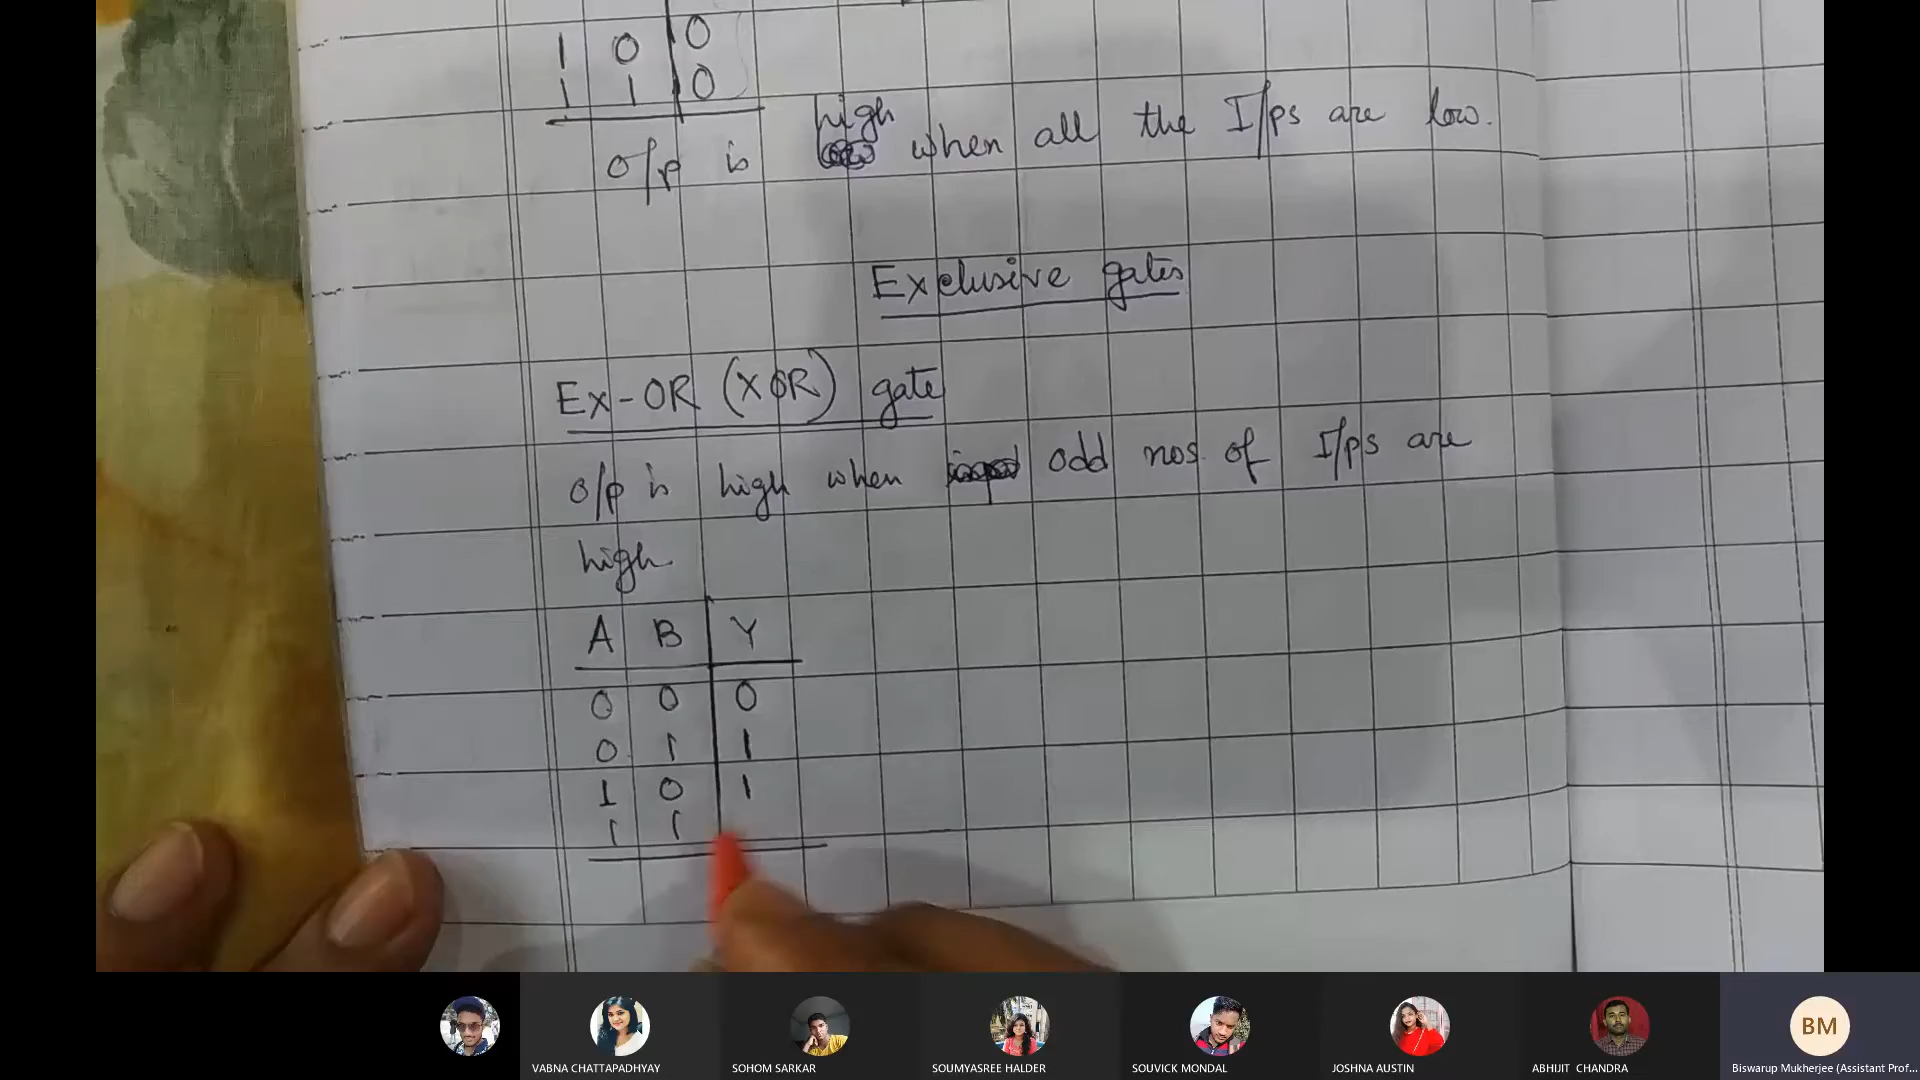 1 0 0
1 1 0
high
o/p is when all the I/ps are low.
Exclusive gates
Ex-OR (XOR) gate
o/p is high when odd nos. of I/ps are
high
A B Y
0 0 0
0 1 1
1 0 1
1 1
VABNA CHATTAPADHYAY
SOHOM SARKAR
SOUMYASREE HALDER
SOUVICK MONDAL
JOSHNA AUSTIN
ABHIJIT CHANDRA
BM
Biswarup Mukherjee (Assistant Prof...